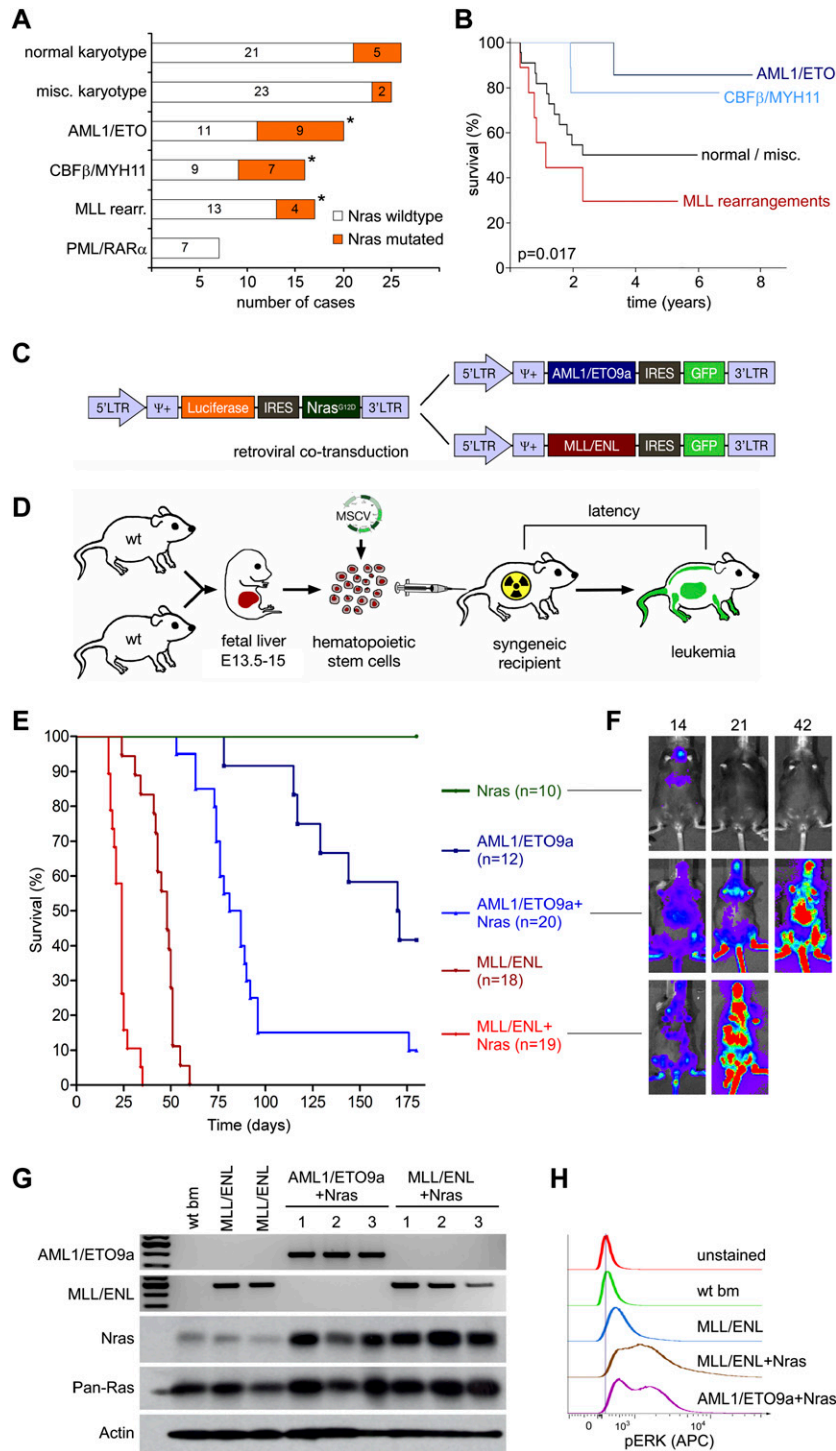 A
normal karyotype 21 5
misc. karyotype 23 2
AML1/ETO 11 9 *
CBFβ/MYH11 9 7 *
MLL rearr. 13 4 *
PML/RARα 7
Nras wildtype
Nras mutated
5 10 15 20 25
number of cases
B
survival (%)
100
80
60
40
20
0
2 4 6 8
time (years)
AML1/ETO
CBFβ/MYH11
normal / misc.
MLL rearrangements
p=0.017
C
5'LTR Ψ+ Luciferase IRES NrasG12D 3'LTR
retroviral co-transduction
5'LTR Ψ+ AML1/ETO9a IRES GFP 3'LTR
5'LTR Ψ+ MLL/ENL IRES GFP 3'LTR
D
wt
wt
MSCV
latency
fetal liver
E13.5-15
hematopoietic
stem cells
syngeneic
recipient
leukemia
E
Survival (%)
100
90
80
70
60
50
40
30
20
10
0
0 25 50 75 100 125 150 175
Time (days)
Nras (n=10)
AML1/ETO9a
(n=12)
AML1/ETO9a+
Nras (n=20)
MLL/ENL
(n=18)
MLL/ENL+
Nras (n=19)
F
14 21 42
G
wt bm
MLL/ENL
MLL/ENL
AML1/ETO9a
+Nras
MLL/ENL
+Nras
1 2 3 1 2 3
AML1/ETO9a
MLL/ENL
Nras
Pan-Ras
Actin
H
unstained
wt bm
MLL/ENL
MLL/ENL+Nras
AML1/ETO9a+Nras
0 10³ 10⁴
pERK (APC)